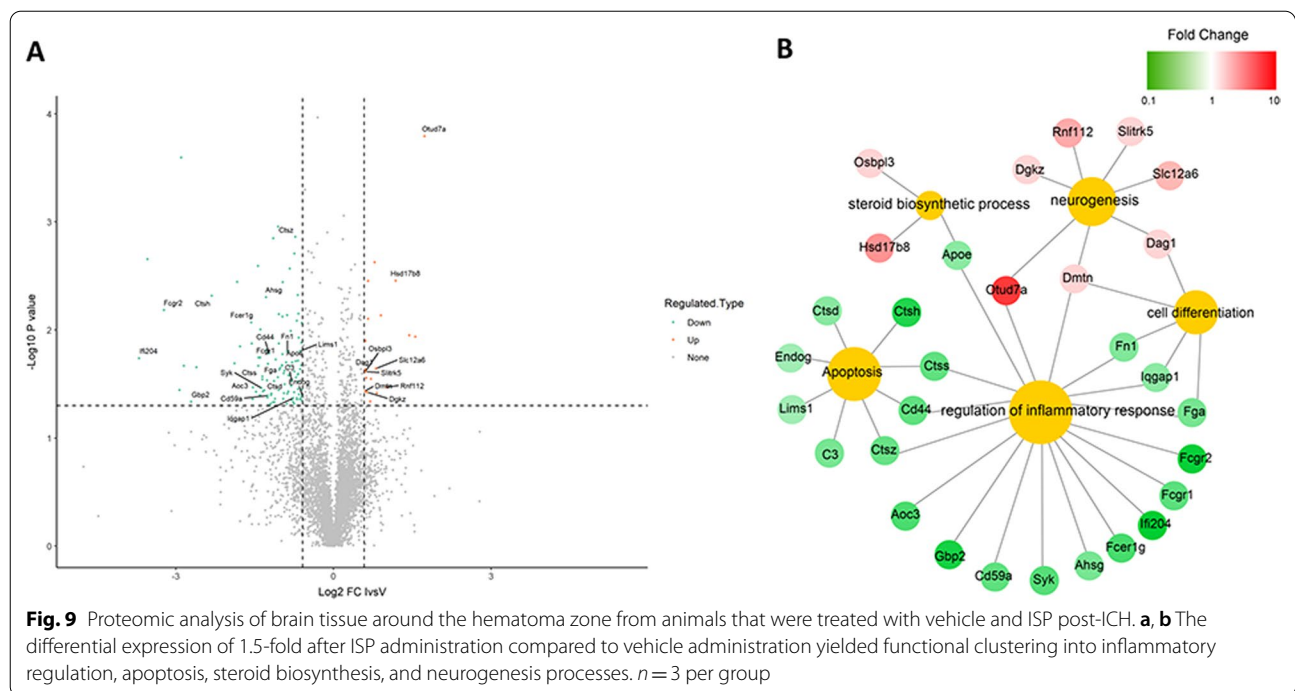 A
4
3
2
1
0
-Log10 P value
-3
0
3
Log2 FC IvsV
Otud7a
Ctsz
Hsd17b8
Ahsg
Fcgr2
Ctsh
Fcer1g
Cd44
Fn1
Lims1
Ifi204
Fcgr1
Apoe
Osbpl3
Dag1
Slc12a6
Syk
Ctss
Fga
C3
Slitrk5
Aoc3
Ctsd
Endog
Dmtn
Rnf112
Gbp2
Cd59a
Dgkz
Iqgap1
Regulated.Type
Down
Up
None
B
Fold Change
0.1
1
10
Rnf112
Slitrk5
Osbpl3
Dgkz
Slc12a6
steroid biosynthetic process
neurogenesis
Hsd17b8
Apoe
Dag1
Otud7a
Dmtn
Ctsd
Ctsh
cell differentiation
Endog
Fn1
Apoptosis
Ctss
Iqgap1
Lims1
Cd44
regulation of inflammatory response
Fga
C3
Ctsz
Fcgr2
Aoc3
Fcgr1
Ifi204
Gbp2
Fcer1g
Cd59a
Syk
Ahsg
Fig. 9 Proteomic analysis of brain tissue around the hematoma zone from animals that were treated with vehicle and ISP post-ICH. a, b The
differential expression of 1.5-fold after ISP administration compared to vehicle administration yielded functional clustering into inflammatory
regulation, apoptosis, steroid biosynthesis, and neurogenesis processes. n = 3 per group